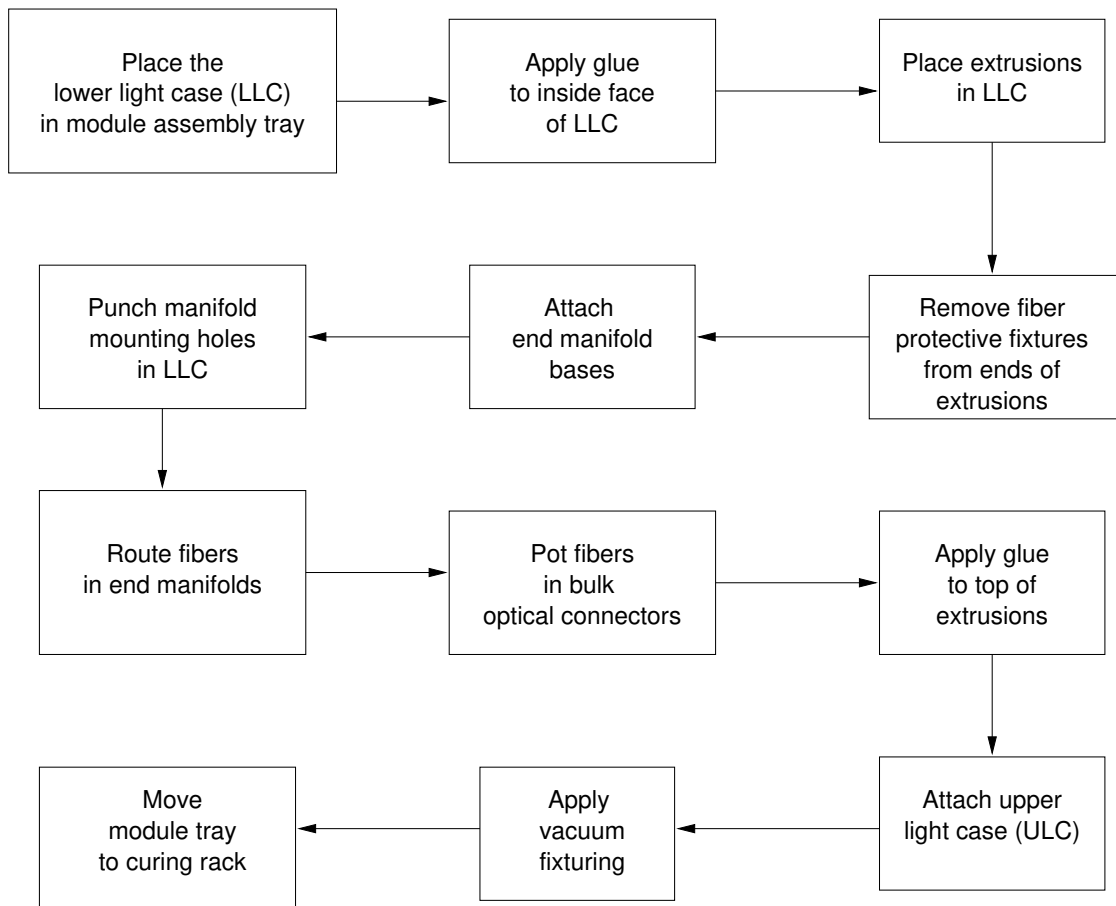 Place the
lower light case (LLC)
in module assembly tray
Apply glue
to inside face
of LLC
Place extrusions
in LLC
Remove fiber
protective fixtures
from ends of
extrusions
Attach
end manifold
bases
Punch manifold
mounting holes
in LLC
Route fibers
in end manifolds
Pot fibers
in bulk
optical connectors
Apply glue
to top of
extrusions
Attach upper
light case (ULC)
Apply
vacuum
fixturing
Move
module tray
to curing rack